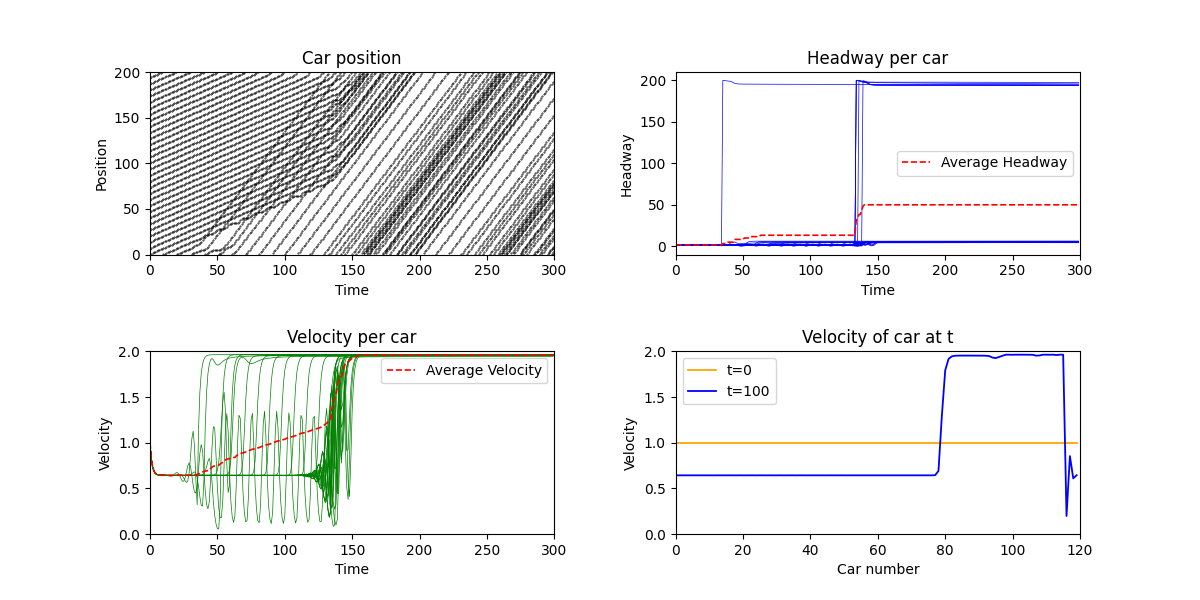 Car position
Position
200
150
100
50
0
0 50 100 150 200 250 300
Time
Headway per car
Headway
200
150
100
50
0
Average Headway
0 50 100 150 200 250 300
Time
Velocity per car
Velocity
2.0
1.5
1.0
0.5
0.0
Average Velocity
0 50 100 150 200 250 300
Time
Velocity of car at t
Velocity
2.0
1.5
1.0
0.5
0.0
t=0
t=100
0 20 40 60 80 100 120
Car number